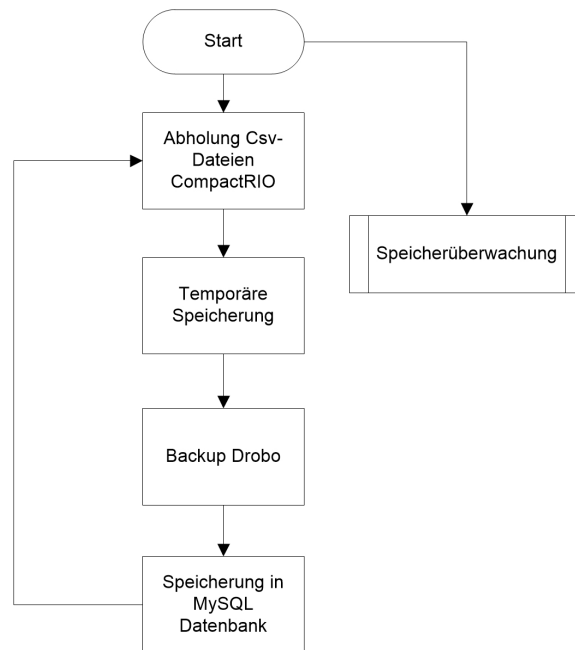 Start
Abholung Csv-
Dateien
CompactRIO
Speicherüberwachung
Temporäre
Speicherung
Backup Drobo
Speicherung in
MySQL
Datenbank